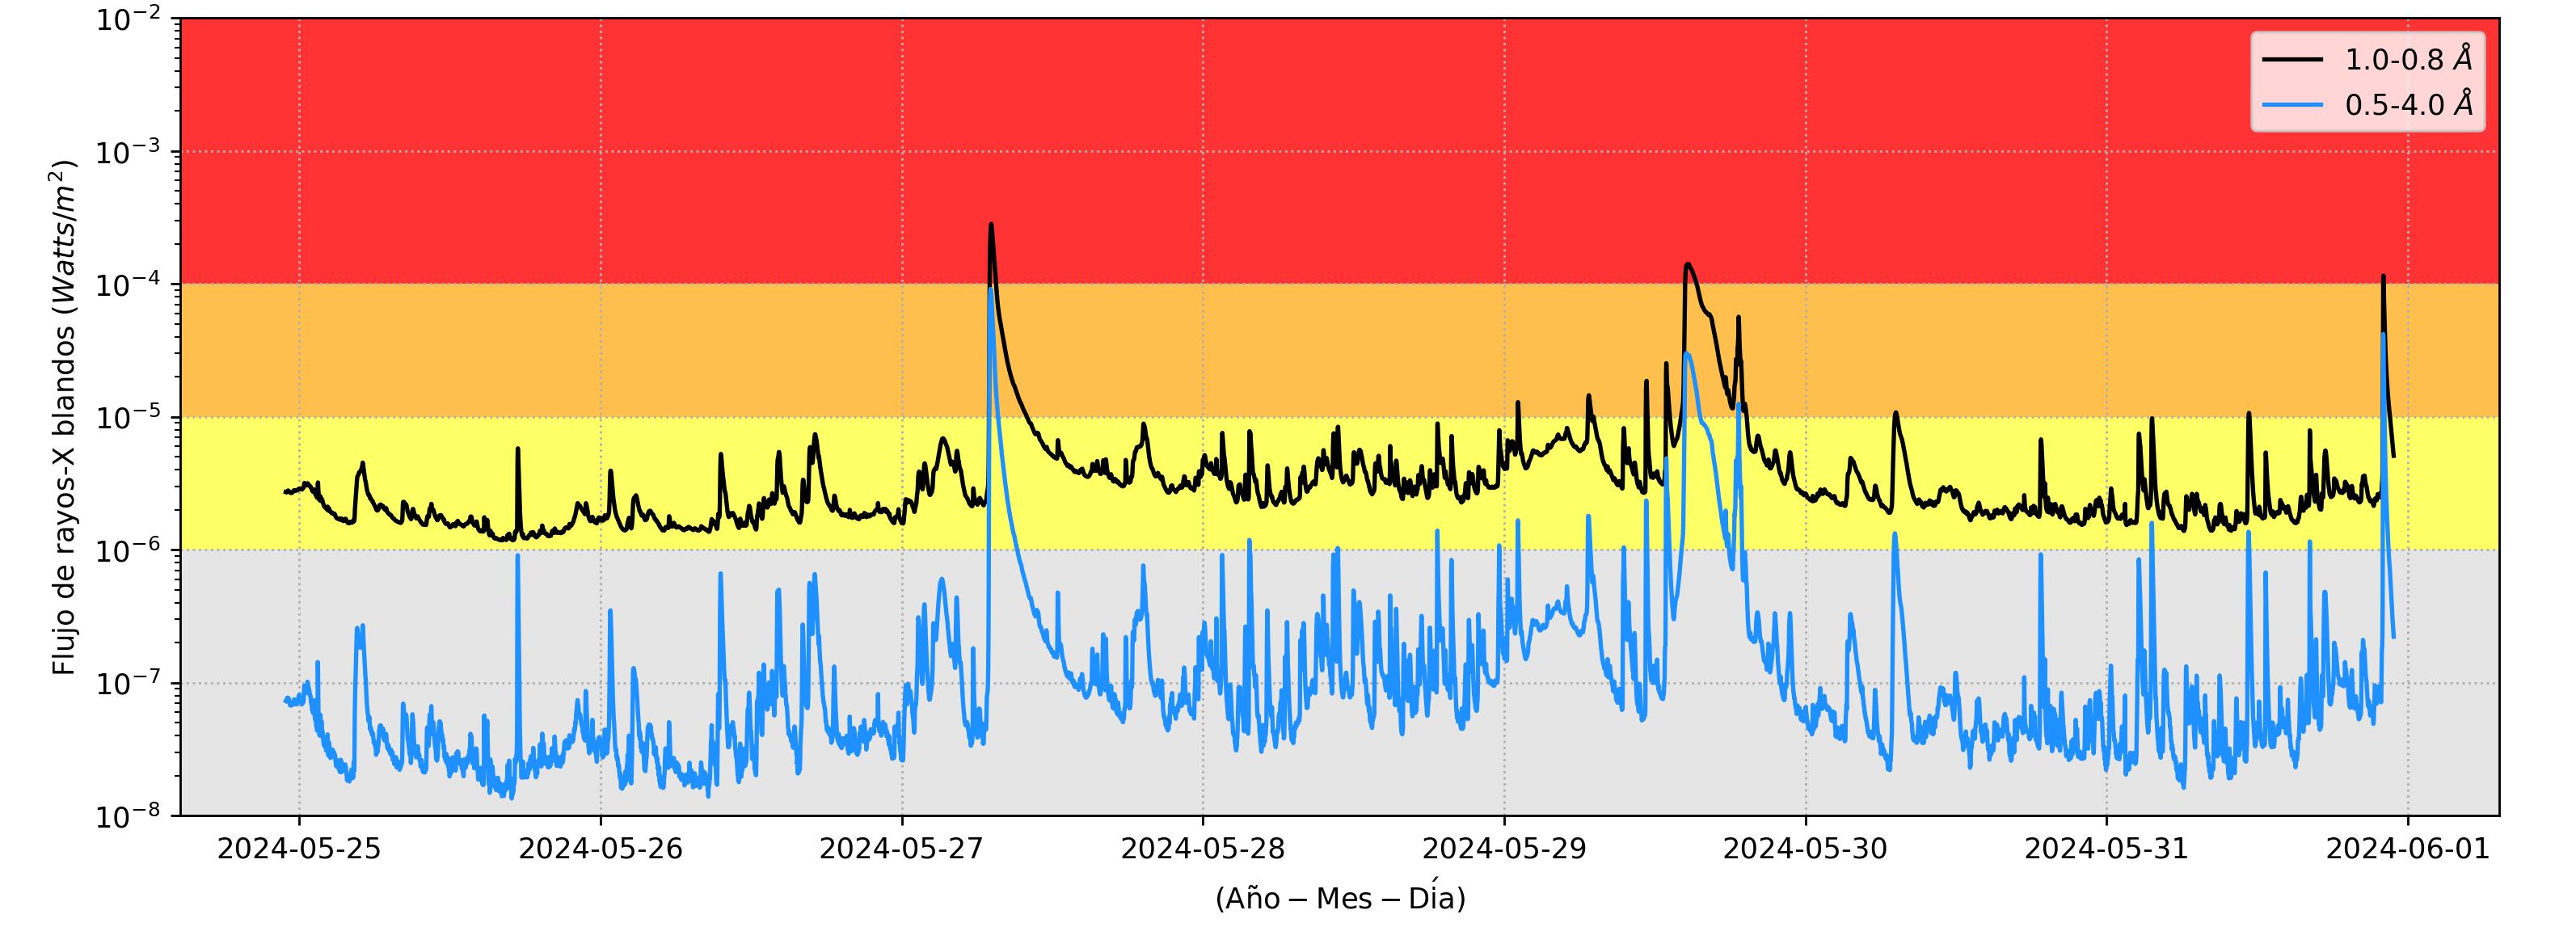 Flujo de rayos-X blandos (Watts/m²)
10⁻²
10⁻³
10⁻⁴
10⁻⁵
10⁻⁶
10⁻⁷
10⁻⁸
1.0-0.8 Å
0.5-4.0 Å
2024-05-25 2024-05-26 2024-05-27 2024-05-28 2024-05-29 2024-05-30 2024-05-31 2024-06-01
(Año − Mes − Día)